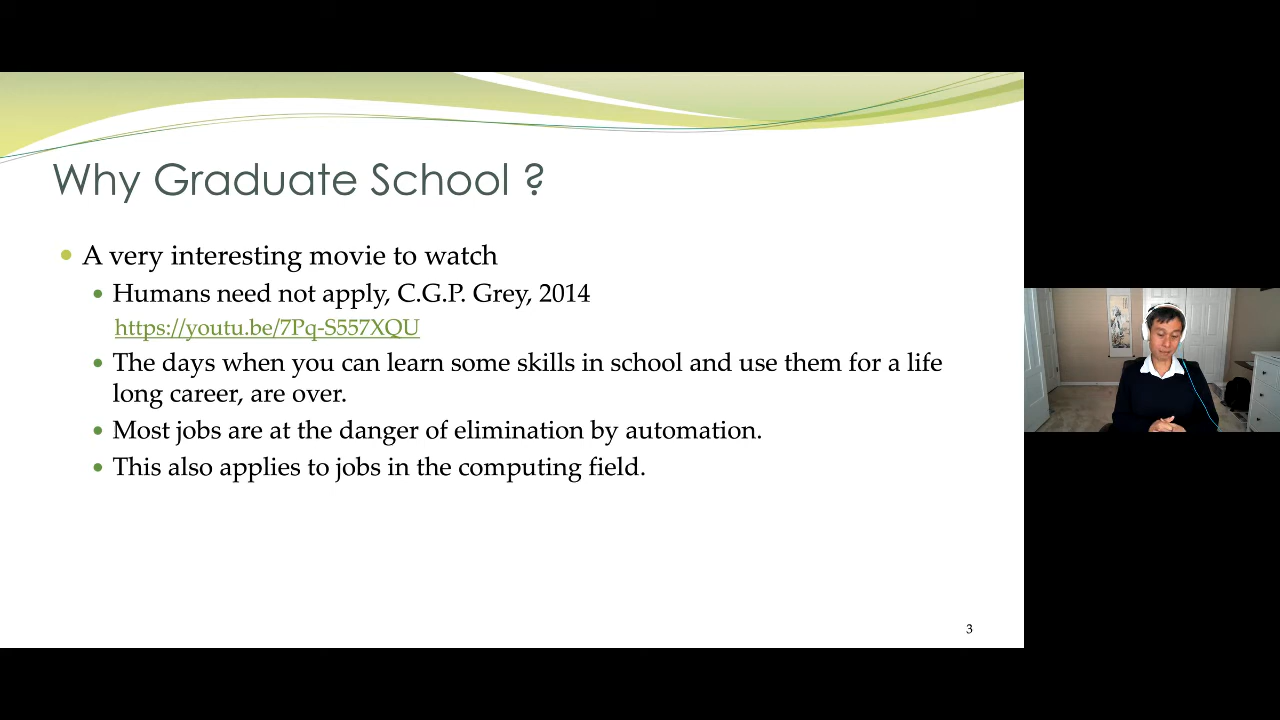 Why Graduate School ?
A very interesting movie to watch
Humans need not apply, C.G.P. Grey, 2014
https://youtu.be/7Pq-S557XQU
The days when you can learn some skills in school and use them for a life
long career, are over.
Most jobs are at the danger of elimination by automation.
This also applies to jobs in the computing field.
3